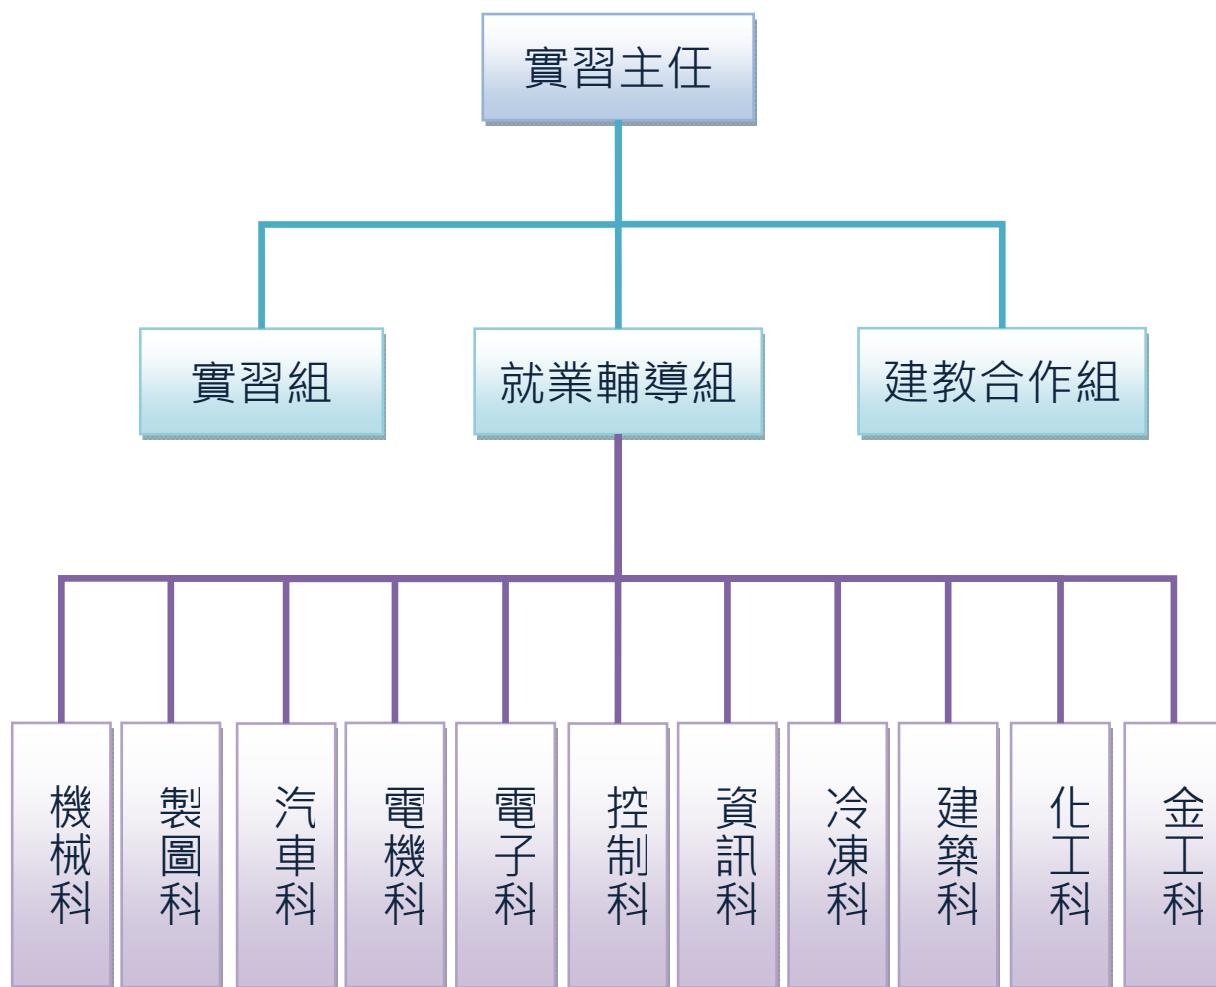 實習主任
實習組
就業輔導組
建教合作組
機械科
製圖科
汽車科
電機科
電子科
控制科
資訊科
冷凍科
建築科
化工科
金工科